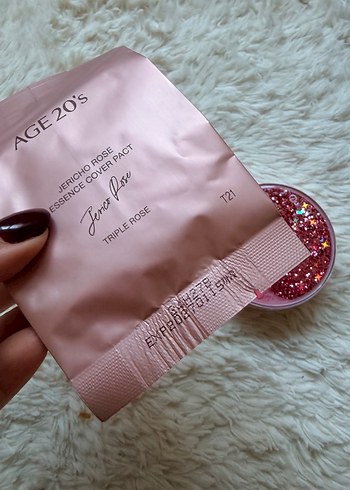 AGE 20's
JERICHO ROSE
ESSENCE COVER PACT
Jerico Rose
TRIPLE ROSE
T21